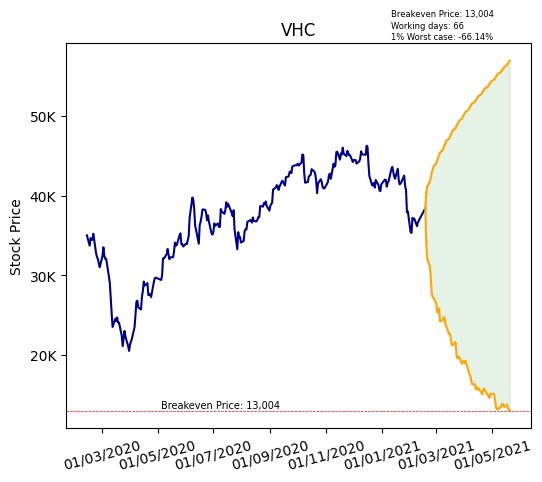 Breakeven Price: 13,004
Working days: 66
1% Worst case: -66.14%
VHC
Stock Price
50K
40K
30K
20K
Breakeven Price: 13,004
01/03/2020
01/05/2020
01/07/2020
01/09/2020
01/11/2020
01/01/2021
01/03/2021
01/05/2021